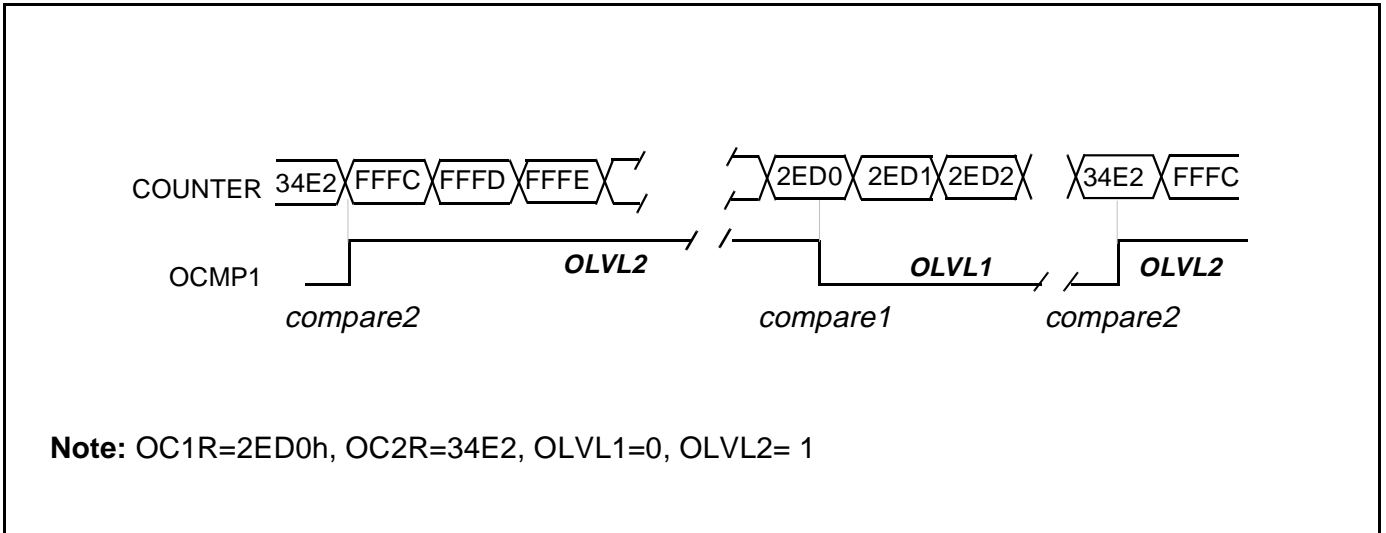 COUNTER 34E2 FFFC FFFD FFFE 2ED0 2ED1 2ED2 34E2 FFFC
OCMP1 OLVL2 OLVL1 OLVL2
compare2 compare1 compare2
Note: OC1R=2ED0h, OC2R=34E2, OLVL1=0, OLVL2= 1